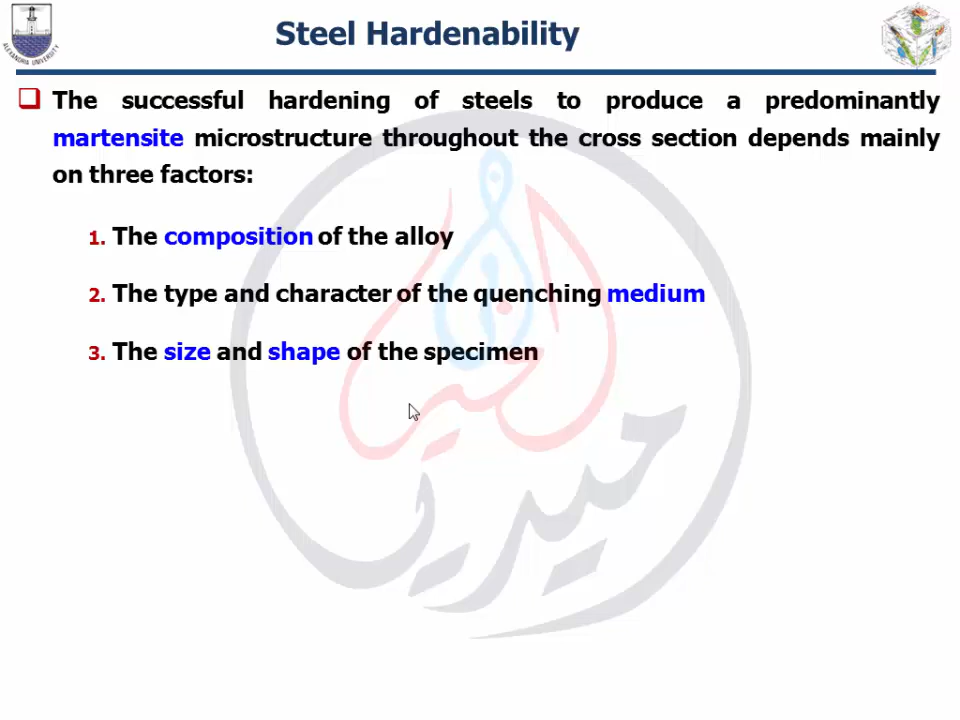 Steel Hardenability
ALEXANDRIA UNIVERSITY
❑ The successful hardening of steels to produce a predominantly
martensite microstructure throughout the cross section depends mainly
on three factors:
1. The composition of the alloy
2. The type and character of the quenching medium
3. The size and shape of the specimen